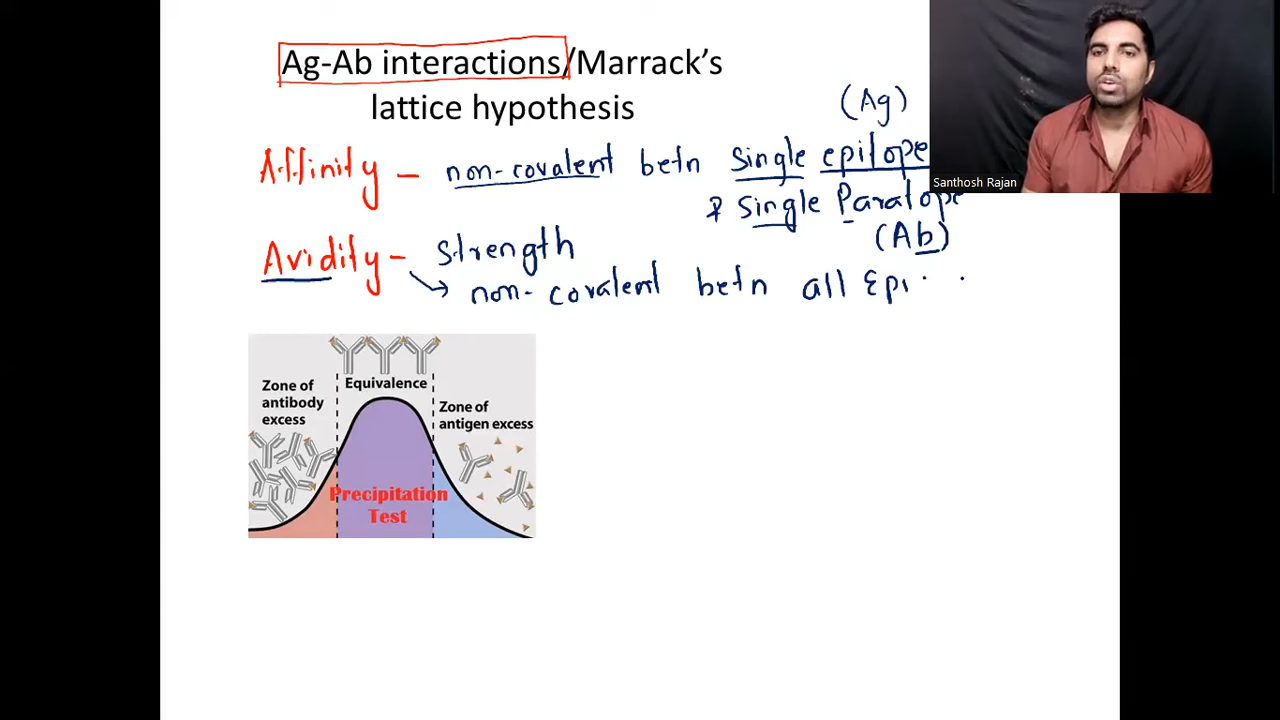 Ag-Ab interactions/Marrack's
lattice hypothesis
(Ag)
Affinity – non-covalent betn single epitope
& single Paratope
(Ab)
Avidity – Strength
non-covalent betn all Epi
Santhosh Rajan
Zone of
antibody
excess
Equivalence
Zone of
antigen excess
Precipitation
Test